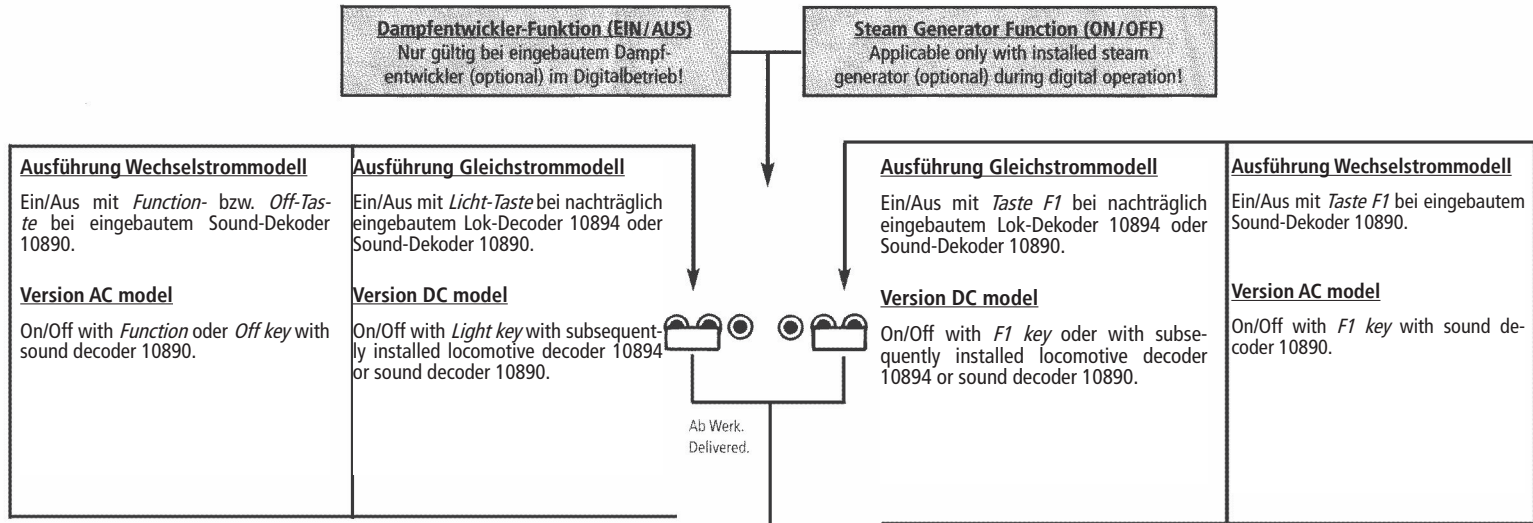 Dampfentwickler-Funktion (EIN/AUS)
Nur gültig bei eingebautem Dampf-
entwickler (optional) im Digitalbetrieb!
Steam Generator Function (ON/OFF)
Applicable only with installed steam
generator (optional) during digital operation!
Ausführung Wechselstrommodell
Ein/Aus mit Function- bzw. Off-Tas-
te bei eingebautem Sound-Dekoder
10890.
Version AC model
On/Off with Function oder Off key with
sound decoder 10890.
Ausführung Gleichstrommodell
Ein/Aus mit Licht-Taste bei nachträglich
eingebautem Lok-Decoder 10894 oder
Sound-Dekoder 10890.
Version DC model
On/Off with Light key with subsequent-
ly installed locomotive decoder 10894
or sound decoder 10890.
Ab Werk.
Delivered.
Ausführung Gleichstrommodell
Ein/Aus mit Taste F1 bei nachträglich
eingebautem Lok-Dekoder 10894 oder
Sound-Dekoder 10890.
Version DC model
On/Off with F1 key oder with subse-
quently installed locomotive decoder
10894 or sound decoder 10890.
Ausführung Wechselstrommodell
Ein/Aus mit Taste F1 bei eingebautem
Sound-Dekoder 10890.
Version AC model
On/Off with F1 key with sound de-
coder 10890.